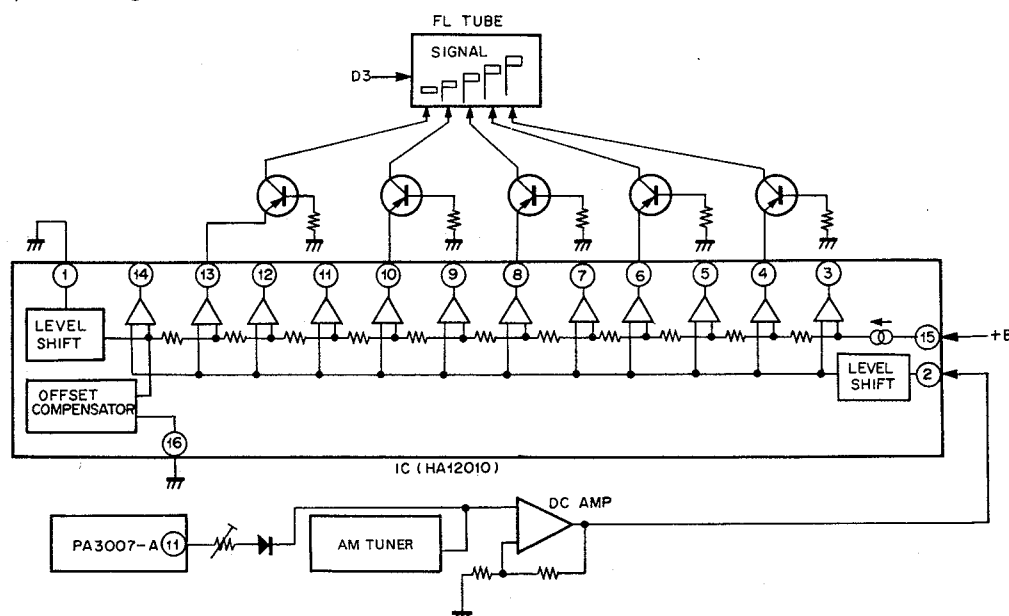 FL TUBE
SIGNAL
D3
1
14
13
12
11
10
9
8
7
6
5
4
3
LEVEL
SHIFT
15
+B
LEVEL
SHIFT
2
OFFSET
COMPENSATOR
16
IC (HA12010)
DC AMP
PA3007-A
11
AM TUNER